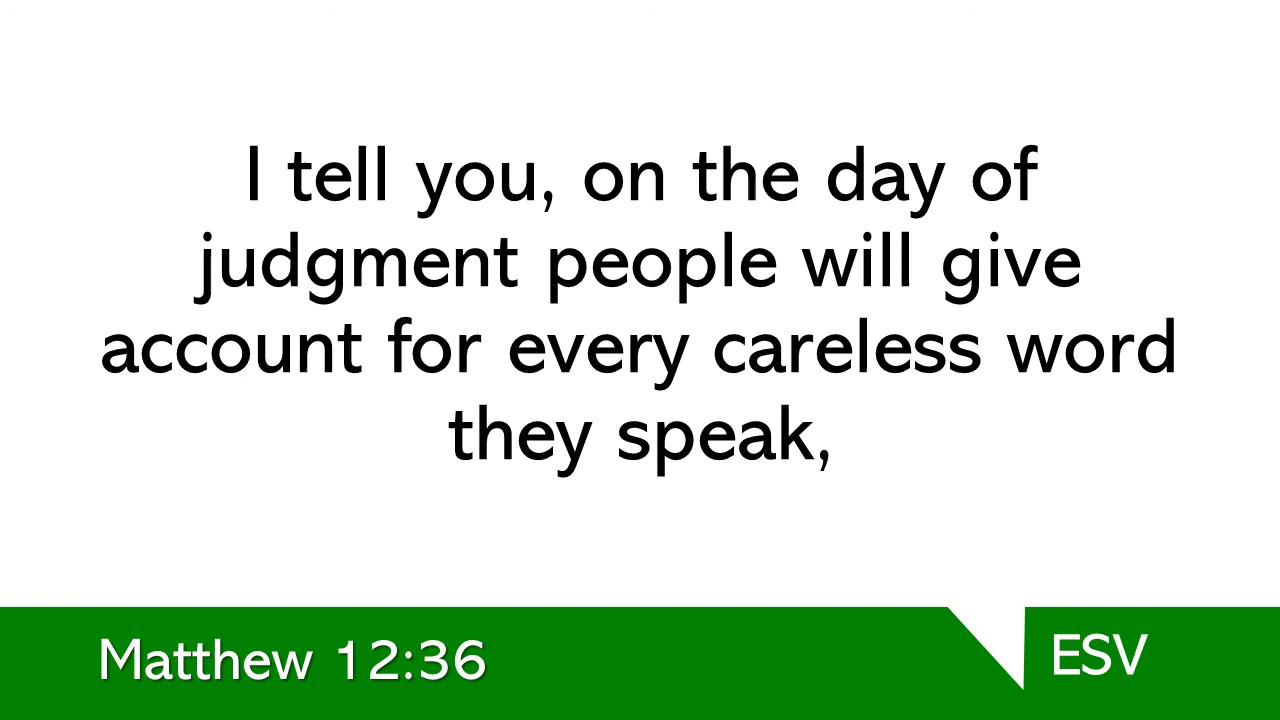 I tell you, on the day of
judgment people will give
account for every careless word
they speak,
Matthew 12:36
ESV